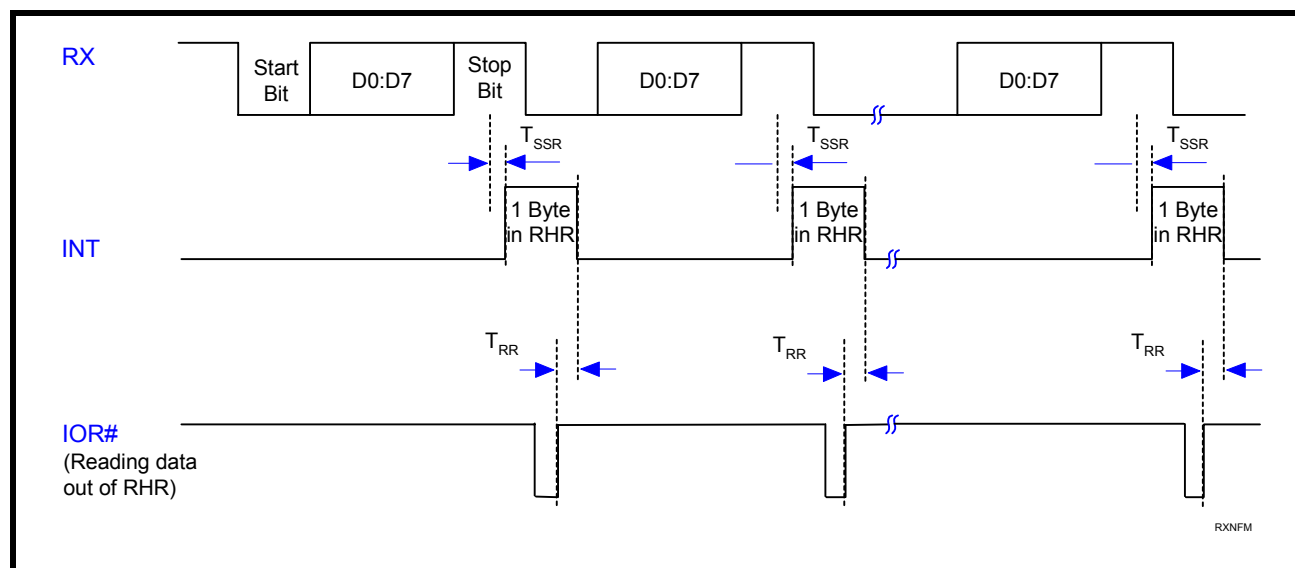 RX
Start
Bit
D0:D7
Stop
Bit
D0:D7
D0:D7
TSSR
TSSR
TSSR
INT
1 Byte
in RHR
1 Byte
in RHR
1 Byte
in RHR
TRR
TRR
TRR
IOR#
(Reading data
out of RHR)
RXNFM